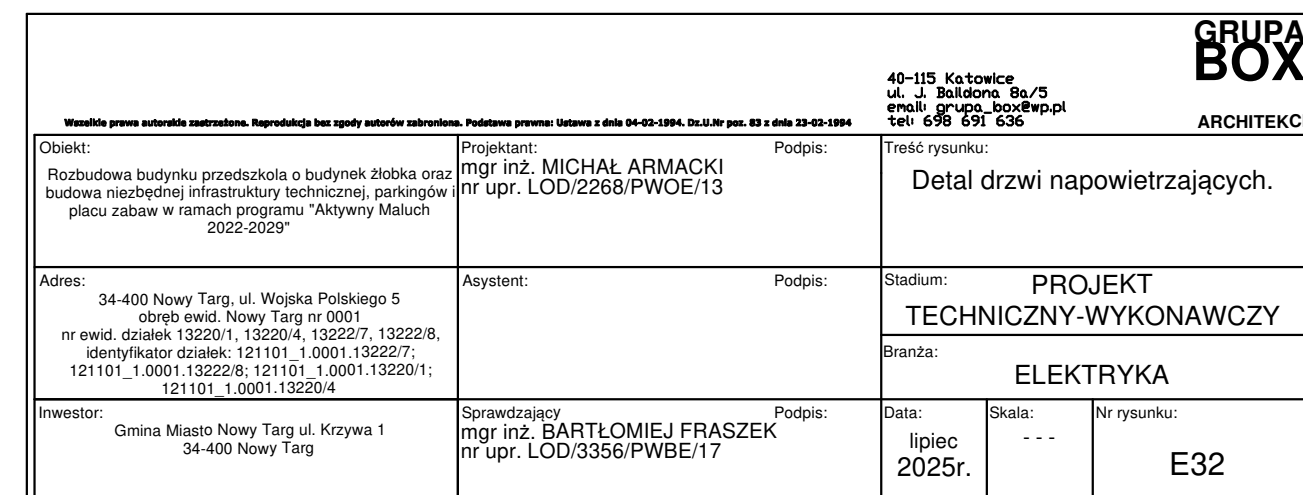 GRUPA
BOX
40-115 Katowice
ul. J. Baildona 8a/5
email: grupa_box@wp.pl
tel: 698 691 636
ARCHITEKCI
Wszelkie prawa autorskie zastrzeżone. Reprodukcja bez zgody autorów zabroniona. Podstawa prawna: Ustawa z dnia 04-02-1994. Dz.U.Nr poz. 83 z dnia 23-02-1994
Obiekt:
Rozbudowa budynku przedszkola o budynek żłobka oraz
budowa niezbędnej infrastruktury technicznej, parkingów i
placu zabaw w ramach programu "Aktywny Maluch
2022-2029"
Projektant:
Podpis:
mgr inż. MICHAŁ ARMACKI
nr upr. LOD/2268/PWOE/13
Treść rysunku:
Detal drzwi napowietrzających.
Adres:
34-400 Nowy Targ, ul. Wojska Polskiego 5
obręb ewid. Nowy Targ nr 0001
nr ewid. działek 13220/1, 13220/4, 13222/7, 13222/8,
identyfikator działek: 121101_1.0001.13222/7;
121101_1.0001.13222/8; 121101_1.0001.13220/1;
121101_1.0001.13220/4
Asystent:
Podpis:
Stadium:
PROJEKT
TECHNICZNY-WYKONAWCZY
Branża:
ELEKTRYKA
Inwestor:
Gmina Miasto Nowy Targ ul. Krzywa 1
34-400 Nowy Targ
Sprawdzający
Podpis:
mgr inż. BARTŁOMIEJ FRASZEK
nr upr. LOD/3356/PWBE/17
Data:
lipiec
2025r.
Skala:
- - -
Nr rysunku:
E32